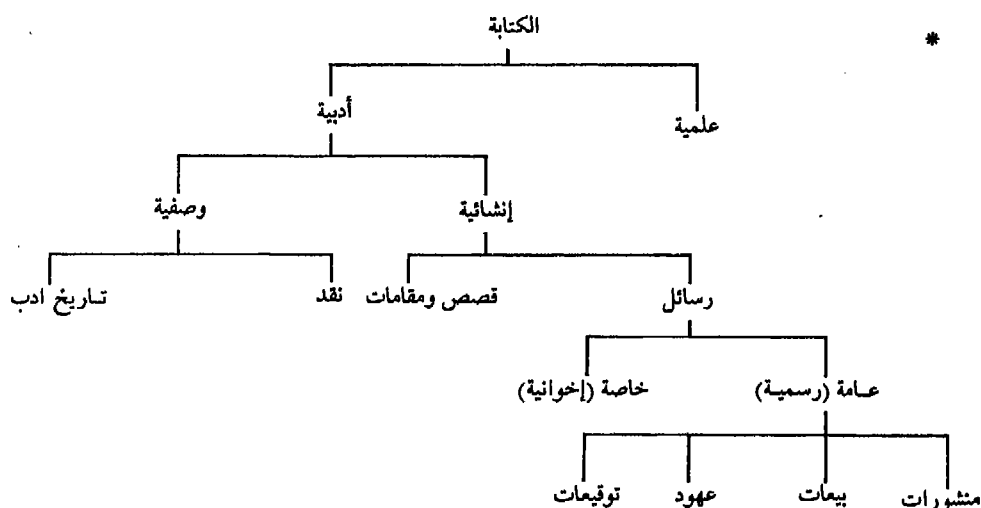 *
الكتابة
علمية
أدبية
إنشائية
وصفية
رسائل
قصص ومقامات
نقد
تاريخ ادب
عامة (رسمية)
خاصة (إخوانية)
منشورات
بيعات
عهود
توقيعات